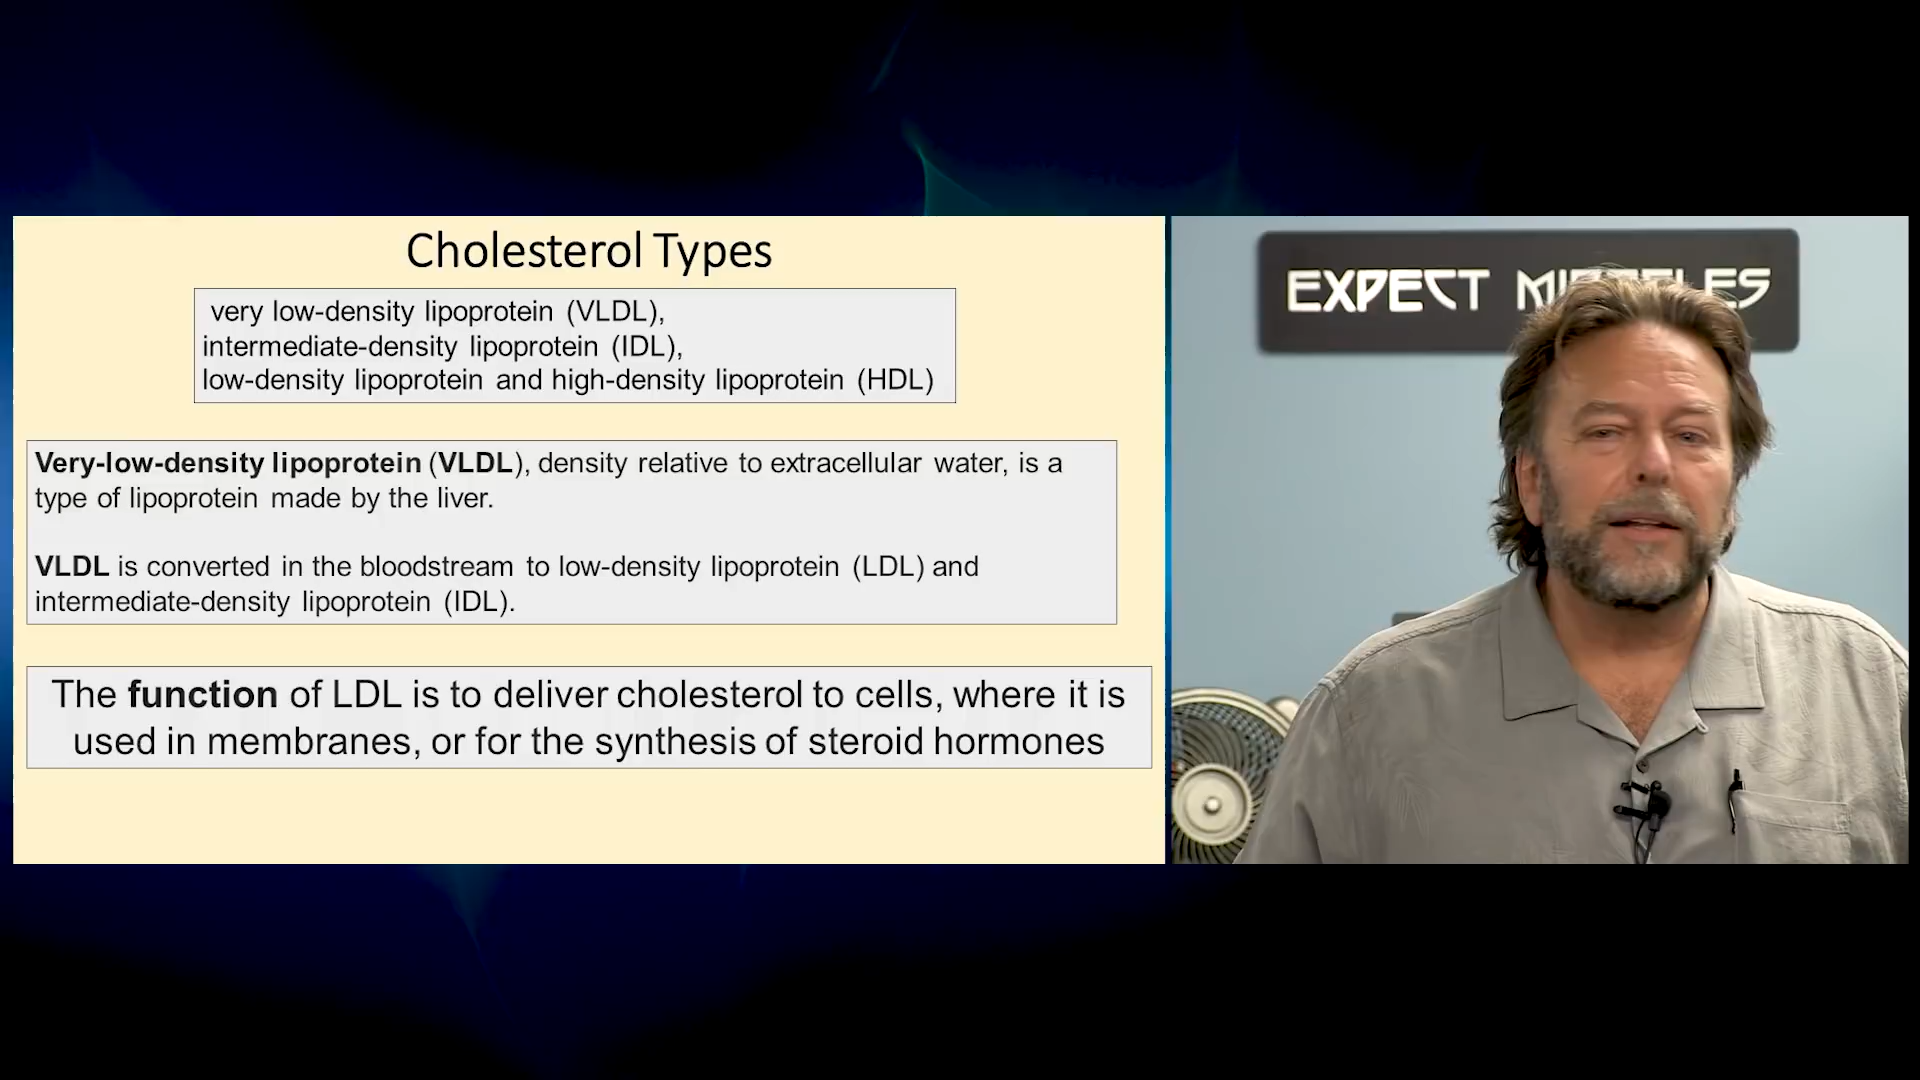 Cholesterol Types
very low-density lipoprotein (VLDL),
intermediate-density lipoprotein (IDL),
low-density lipoprotein and high-density lipoprotein (HDL)
Very-low-density lipoprotein (VLDL), density relative to extracellular water, is a
type of lipoprotein made by the liver.
VLDL is converted in the bloodstream to low-density lipoprotein (LDL) and
intermediate-density lipoprotein (IDL).
The function of LDL is to deliver cholesterol to cells, where it is
used in membranes, or for the synthesis of steroid hormones
EXPECT